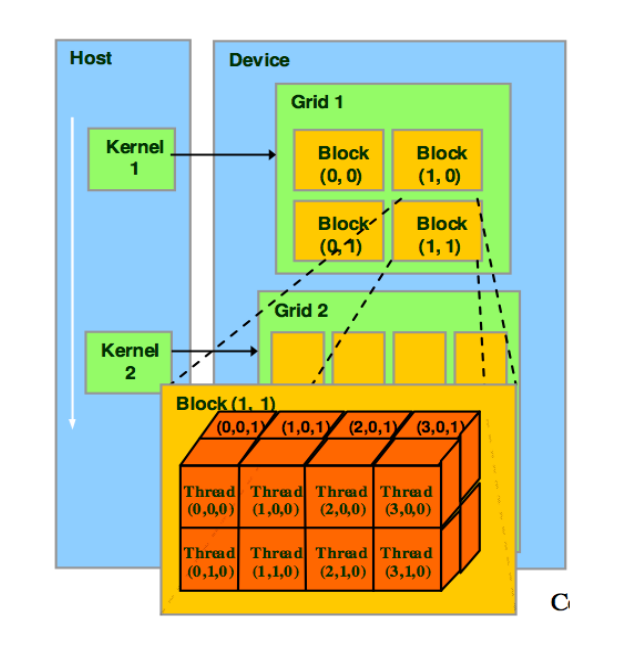 Host
Device
Grid 1
Kernel
1
Block
(0, 0)
Block
(1, 0)
Block
(0, 1)
Block
(1, 1)
Grid 2
Kernel
2
Block (1, 1)
(0,0,1)
(1,0,1)
(2,0,1)
(3,0,1)
Thread
(0,0,0)
Thread
(1,0,0)
Thread
(2,0,0)
Thread
(3,0,0)
Thread
(0,1,0)
Thread
(1,1,0)
Thread
(2,1,0)
Thread
(3,1,0)